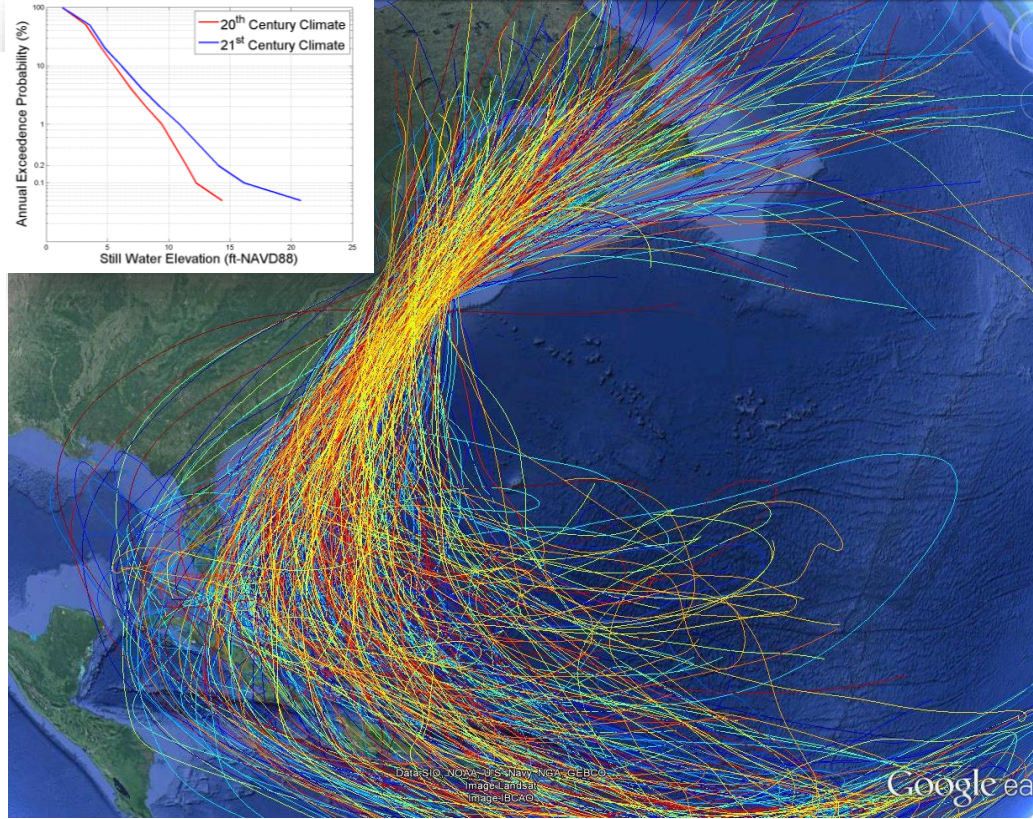 20th Century Climate
21st Century Climate
Annual Exceedence Probability (%)
100
10
1
0.2
0.1
0 5 10 15 20 25
Still Water Elevation (ft-NAVD88)
Data SIO, NOAA, U.S. Navy, NGA, GEBCO
Image Landsat
Image IBCAO
Google ea